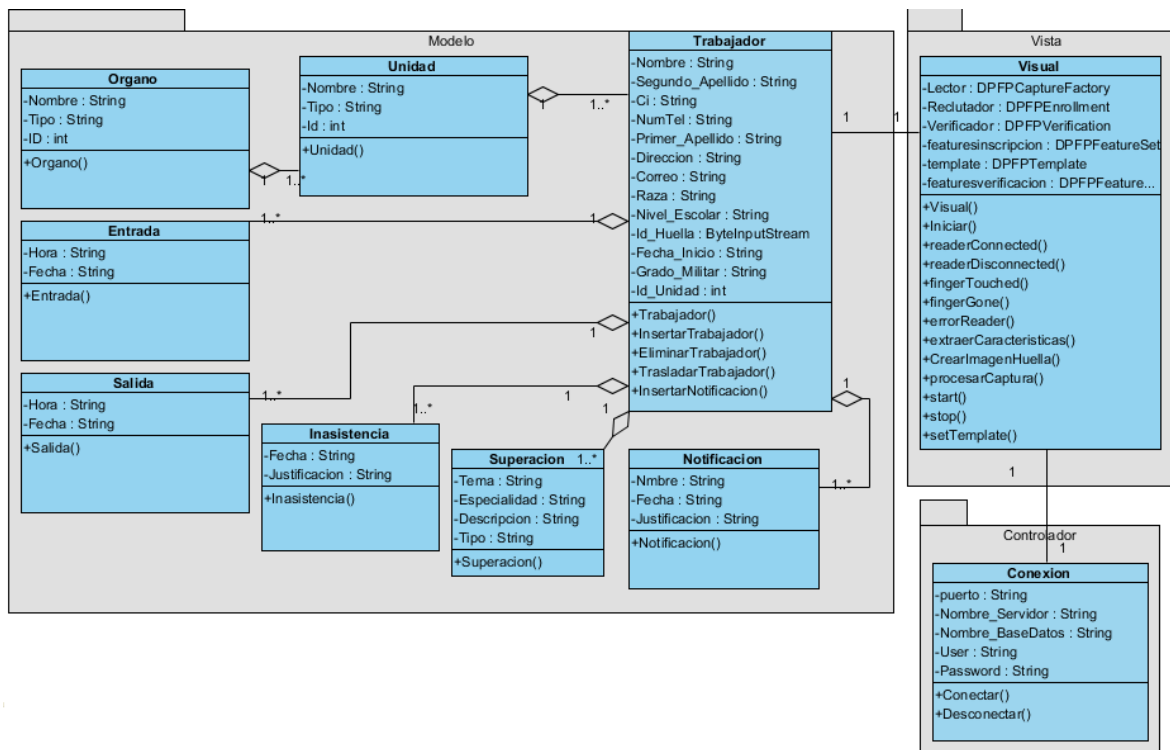 Modelo
Organo
-Nombre : String
-Tipo : String
-ID : int
+Organo()
Unidad
-Nombre : String
-Tipo : String
-Id : int
+Unidad()
1
1..*
1
1..*
Entrada
-Hora : String
-Fecha : String
+Entrada()
1..*
1
Salida
-Hora : String
-Fecha : String
+Salida()
1..*
1
Inasistencia
-Fecha : String
-Justificacion : String
+Inasistencia()
1..*
1
Superacion
-Tema : String
-Especialidad : String
-Descripcion : String
-Tipo : String
+Superacion()
1..*
1
Notificacion
-Nmbre : String
-Fecha : String
-Justificacion : String
+Notificacion()
1..*
1
Trabajador
-Nombre : String
-Segundo_Apellido : String
-Ci : String
-NumTel : String
-Primer_Apellido : String
-Direccion : String
-Correo : String
-Raza : String
-Nivel_Escolar : String
-Id_Huella : ByteInputStream
-Fecha_Inicio : String
-Grado_Militar : String
-Id_Unidad : int
+Trabajador()
+InsertarTrabajador()
+EliminarTrabajador()
+TrasladarTrabajador()
+InsertarNotificacion()
1
1
Vista
Visual
-Lector : DPFPCaptureFactory
-Reclutador : DPFPEnrollment
-Verificador : DPFPVerification
-featuresinscripcion : DPFPFeatureSet
-template : DPFPTemplate
-featuresverificacion : DPFPFeature...
+Visual()
+Iniciar()
+readerConnected()
+readerDisconnected()
+fingerTouched()
+fingerGone()
+errorReader()
+extraerCaracteristicas()
+CrearImagenHuella()
+procesarCaptura()
+start()
+stop()
+setTemplate()
1
1
Controlador
Conexion
-puerto : String
-Nombre_Servidor : String
-Nombre_BaseDatos : String
-User : String
-Password : String
+Conectar()
+Desconectar()